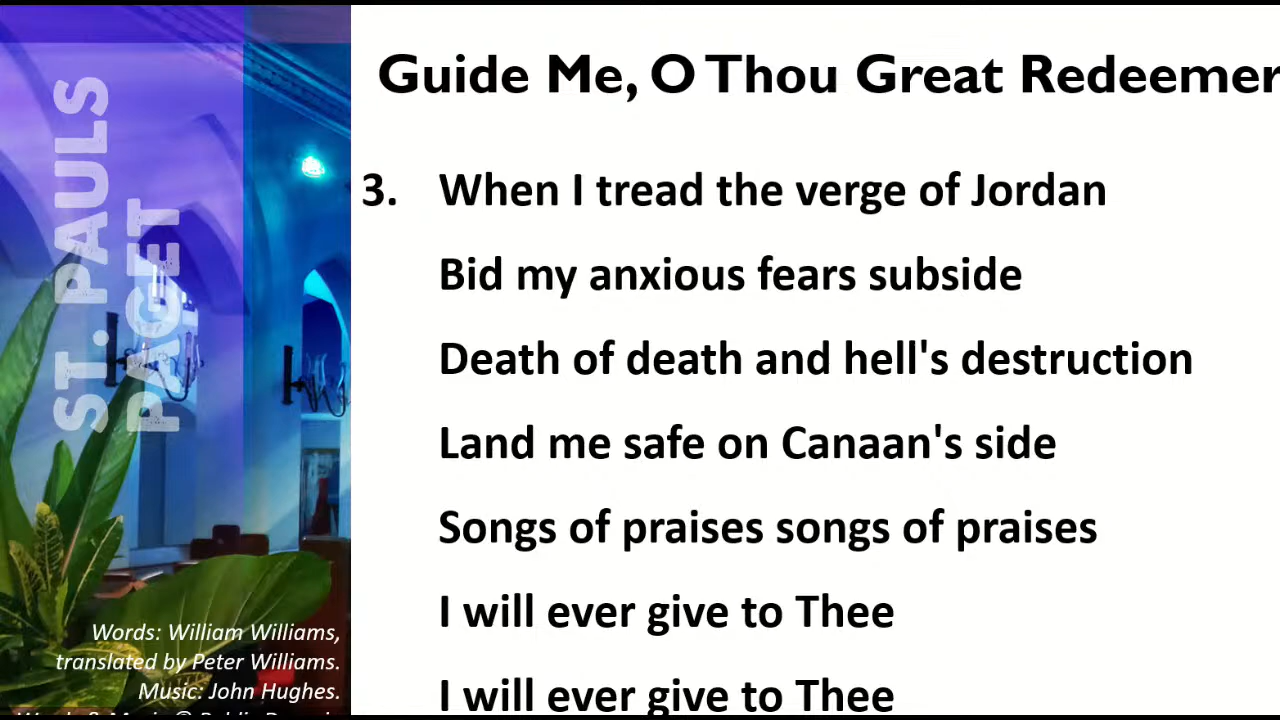 ST. PAULS
PAGET
Guide Me, O Thou Great Redeemer
3. When I tread the verge of Jordan
Bid my anxious fears subside
Death of death and hell's destruction
Land me safe on Canaan's side
Songs of praises songs of praises
I will ever give to Thee
I will ever give to Thee
Words: William Williams,
translated by Peter Williams.
Music: John Hughes.